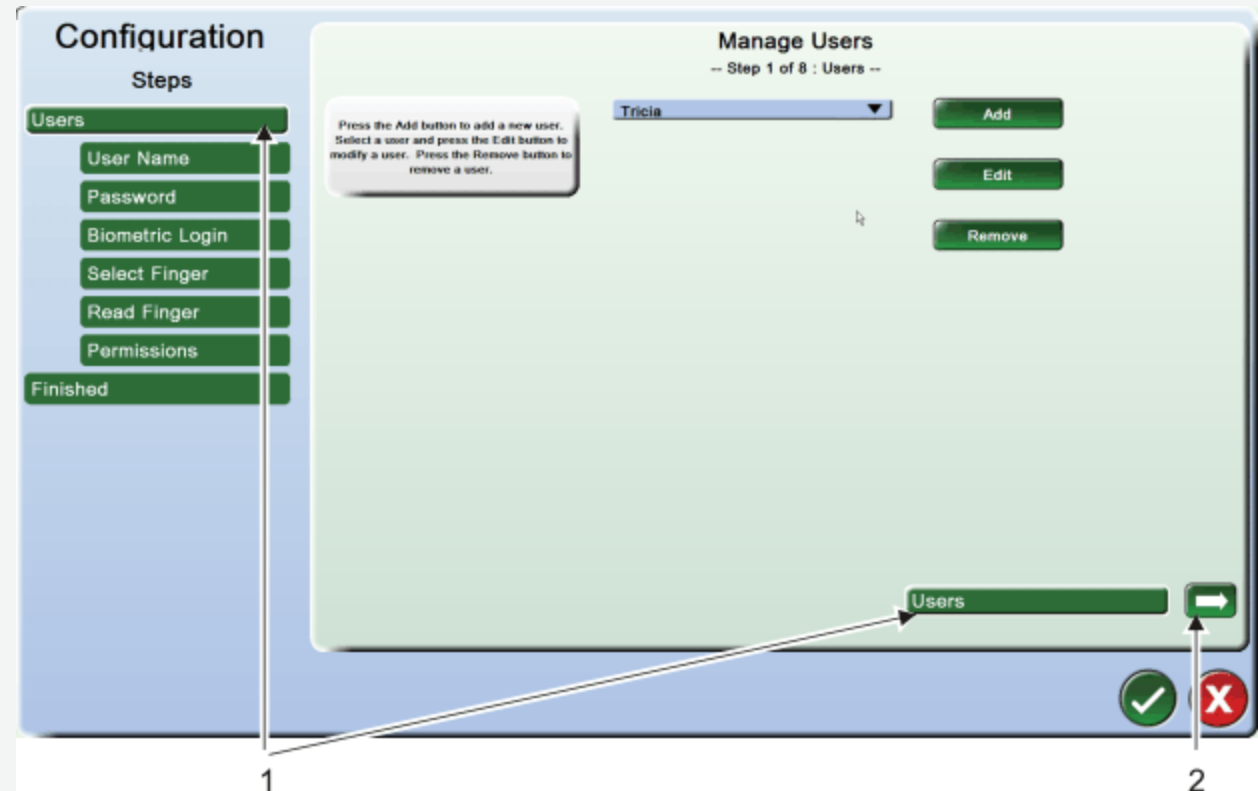 Configuration
Steps
Users
User Name
Password
Biometric Login
Select Finger
Read Finger
Permissions
Finished
Manage Users
-- Step 1 of 8 : Users --
Press the Add button to add a new user.
Select a user and press the Edit button to
modify a user. Press the Remove button to
remove a user.
Tricia
Add
Edit
Remove
Users
1
2